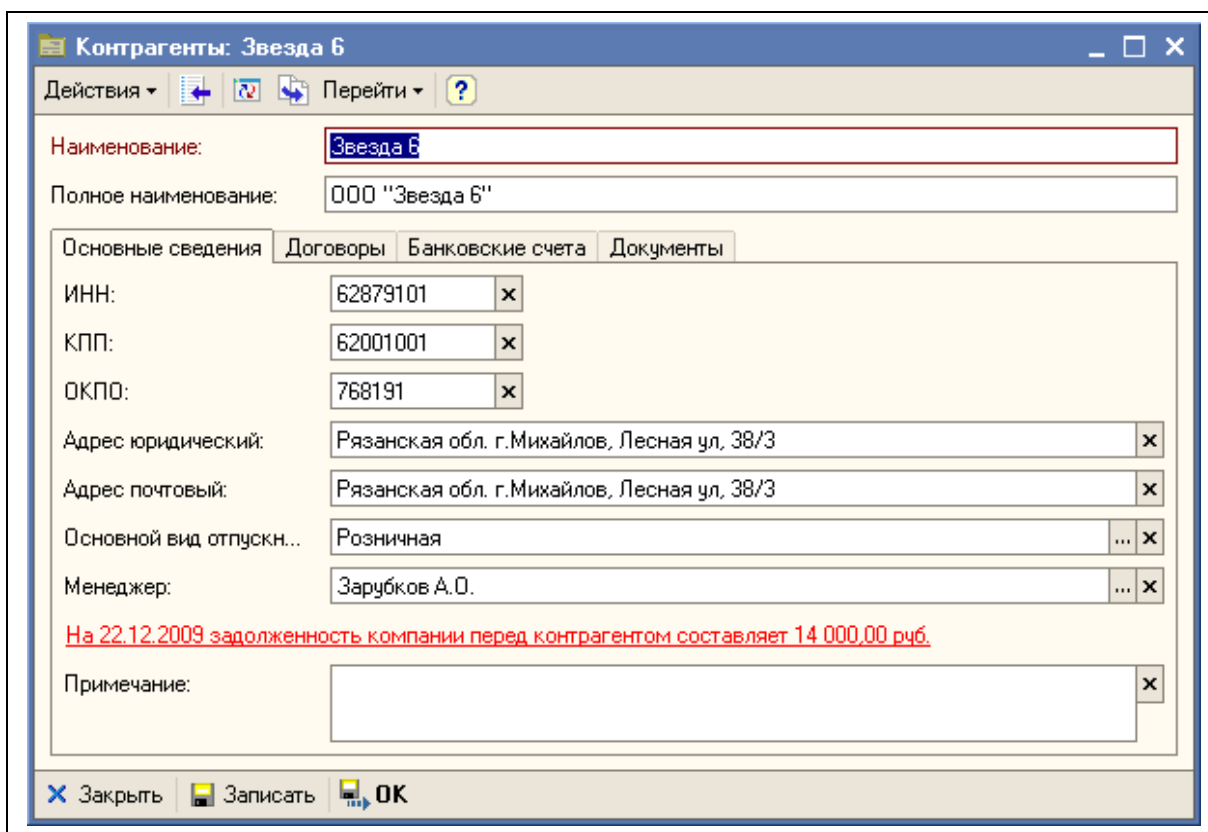 Контрагенты: Звезда 6
Действия Перейти ?
Наименование: Звезда 6
Полное наименование: ООО "Звезда 6"
Основные сведения Договоры Банковские счета Документы
ИНН: 62879101
КПП: 62001001
ОКПО: 768191
Адрес юридический: Рязанская обл. г.Михайлов, Лесная ул, 38/3
Адрес почтовый: Рязанская обл. г.Михайлов, Лесная ул, 38/3
Основной вид отпускн... Розничная ...
Менеджер: Зарубков А.О. ...
На 22.12.2009 задолженность компании перед контрагентом составляет 14 000,00 руб.
Примечание:
Закрыть Записать OK